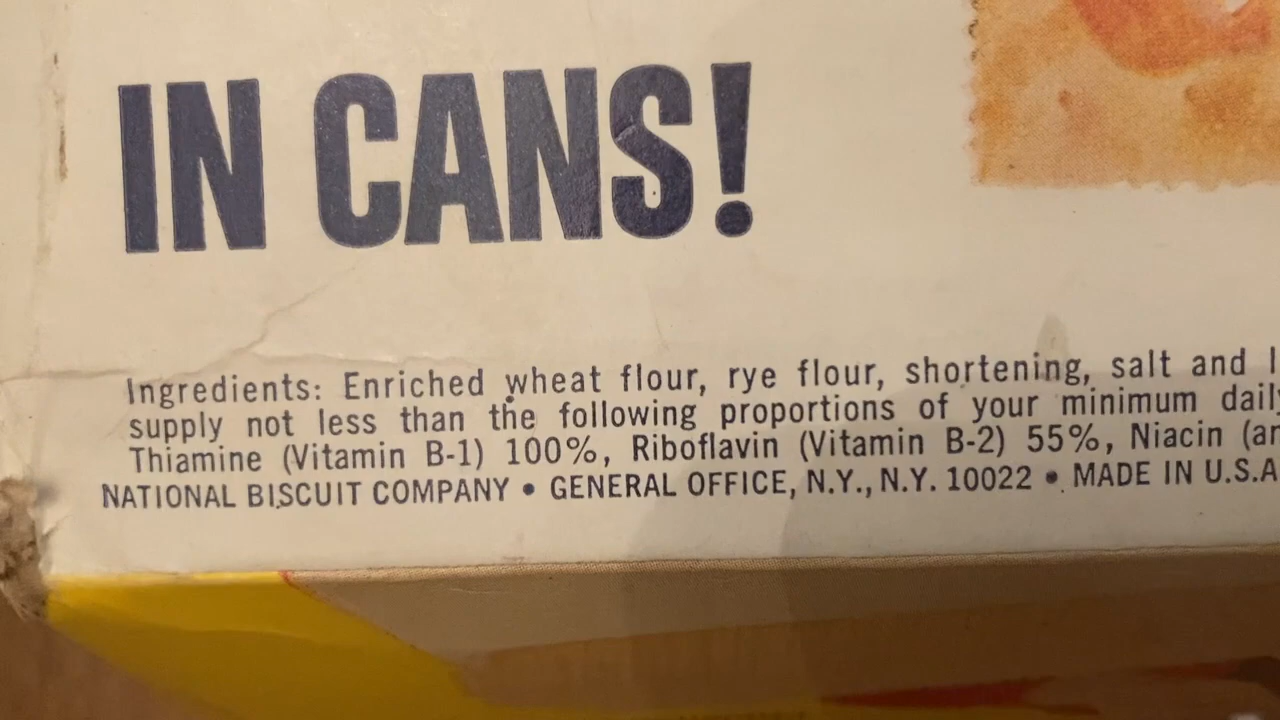 IN CANS!
Ingredients: Enriched wheat flour, rye flour, shortening, salt and
supply not less than the following proportions of your minimum daily
Thiamine (Vitamin B-1) 100%, Riboflavin (Vitamin B-2) 55%, Niacin
NATIONAL BISCUIT COMPANY • GENERAL OFFICE, N.Y., N.Y. 10022 • MADE IN U.S.A